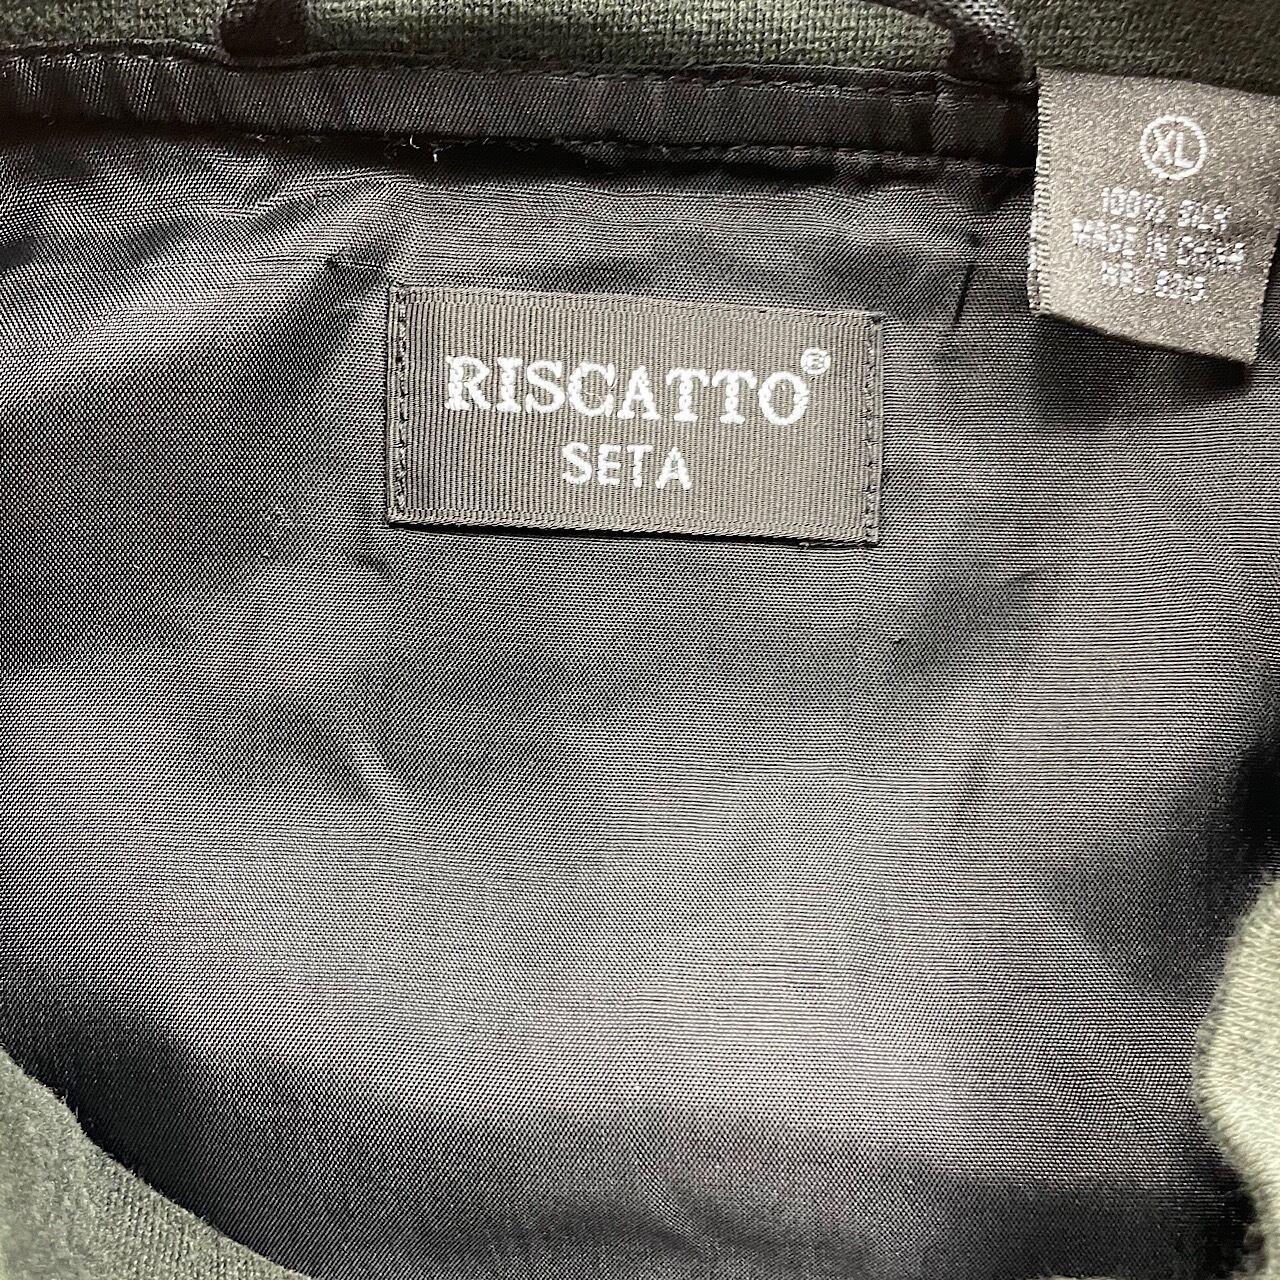 RISCATTO®
SETA
XL
100% SILK
MADE IN CHINA